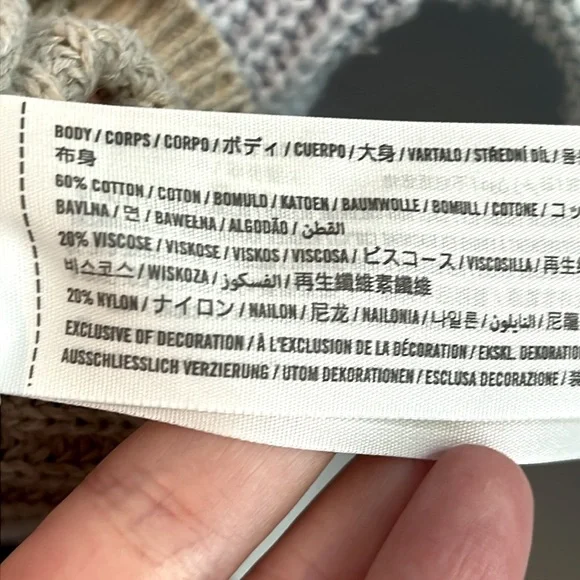 BODY / CORPS / CORPO / ボディ / CUERPO / 大身 / VARTALO / STŘEDNÍ DÍL /
布身
60% COTTON / COTON / BOMULD / KATOEN / BAUMWOLLE / BOMULL / COTONE / コッ
BAVLNA / 면 / BAWEŁNA / ALGODÃO / القطن
20% VISCOSE / VISKOSE / VISKOS / VISCOSA / ビスコース / VISCOSILLA / 再生
비스코스 / WISKOZA / الفسكوز / 再生纖維素纖維
20% NYLON / ナイロン / NAILON / 尼龙 / NAILONIA / 나일론 / النايلون / 尼龍
EXCLUSIVE OF DECORATION / À L'EXCLUSION DE LA DÉCORATION / EKSKL. DEKORATION
AUSSCHLIESSLICH VERZIERUNG / UTOM DEKORATIONEN / ESCLUSA DECORAZIONE / 装